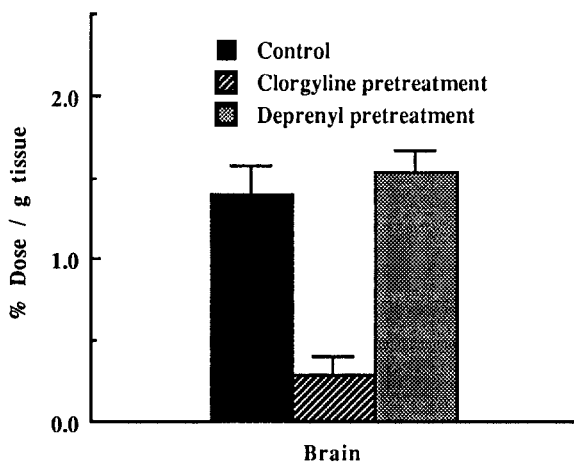 Control
Clorgyline pretreatment
Deprenyl pretreatment
% Dose / g tissue
2.0
1.0
0.0
Brain